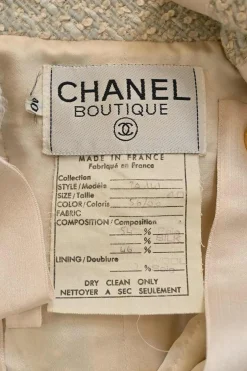 40
CHANEL
BOUTIQUE
MADE IN FRANCE
Fabriqué en France
Collection
STYLE/Modèle
SIZE/Taille
COLOR/Coloris
FABRIC
COMPOSITION/Composition
% %
% %
% %
LINING/Doublure %
DRY CLEAN ONLY
NETTOYER A SEC SEULEMENT